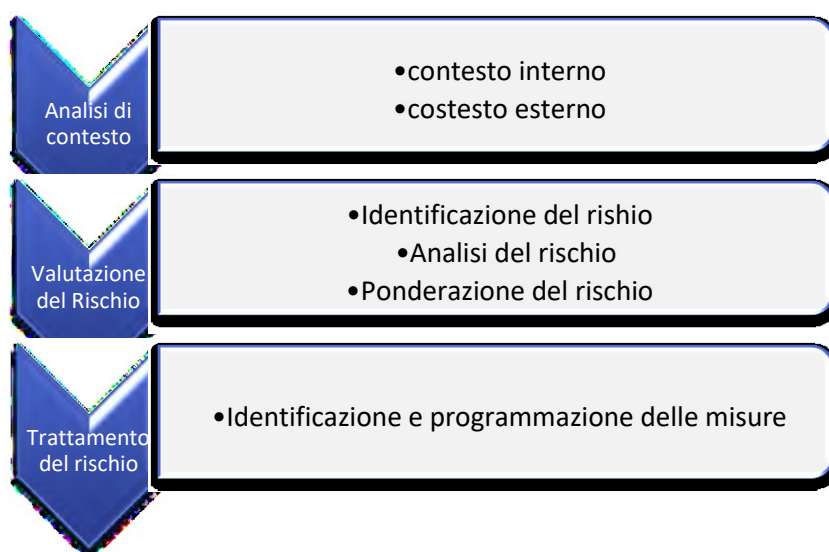 Analisi di
contesto
•contesto interno
•costesto esterno
Valutazione
del Rischio
•Identificazione del rishio
•Analisi del rischio
•Ponderazione del rischio
Trattamento
del rischio
•Identificazione e programmazione delle misure